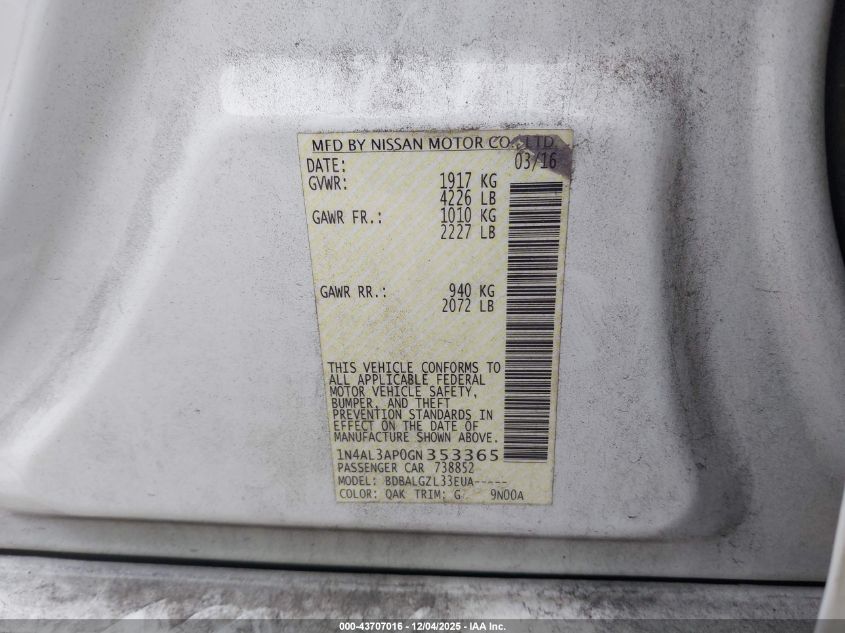 MFD BY NISSAN MOTOR CO., LTD.
DATE: 03/16
GVWR: 1917 KG
4226 LB
GAWR FR.: 1010 KG
2227 LB
GAWR RR.: 940 KG
2072 LB
THIS VEHICLE CONFORMS TO
ALL APPLICABLE FEDERAL
MOTOR VEHICLE SAFETY,
BUMPER, AND THEFT
PREVENTION STANDARDS IN
EFFECT ON THE DATE OF
MANUFACTURE SHOWN ABOVE.
1N4AL3AP0GN353365
PASSENGER CAR 738852
MODEL: BDBALGZL33EUA-----
COLOR: QAK TRIM: G 9N00A
000-43707016 - 12/04/2025 - IAA Inc.